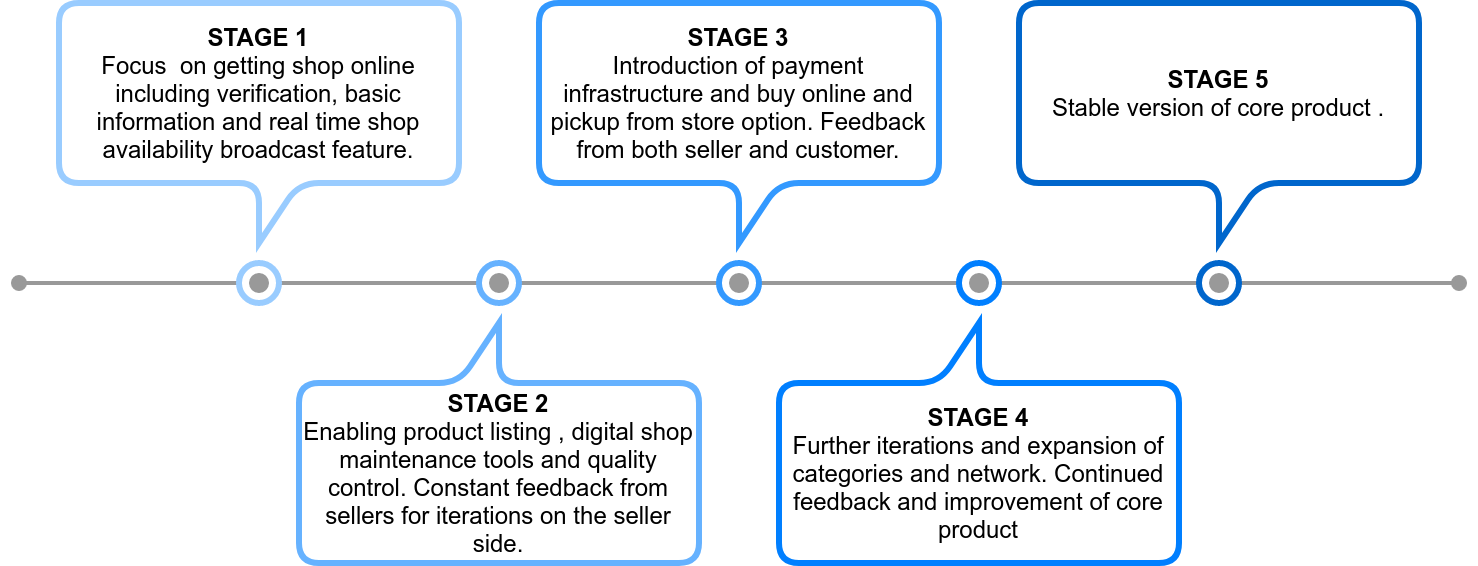 STAGE 1
Focus  on getting shop online
including verification, basic
information and real time shop
availability broadcast feature.
STAGE 2
Enabling product listing , digital shop
maintenance tools and quality
control. Constant feedback from
sellers for iterations on the seller
side.
STAGE 3
Introduction of payment
infrastructure and buy online and
pickup from store option. Feedback
from both seller and customer.
STAGE 4
Further iterations and expansion of
categories and network. Continued
feedback and improvement of core
product
STAGE 5
Stable version of core product .